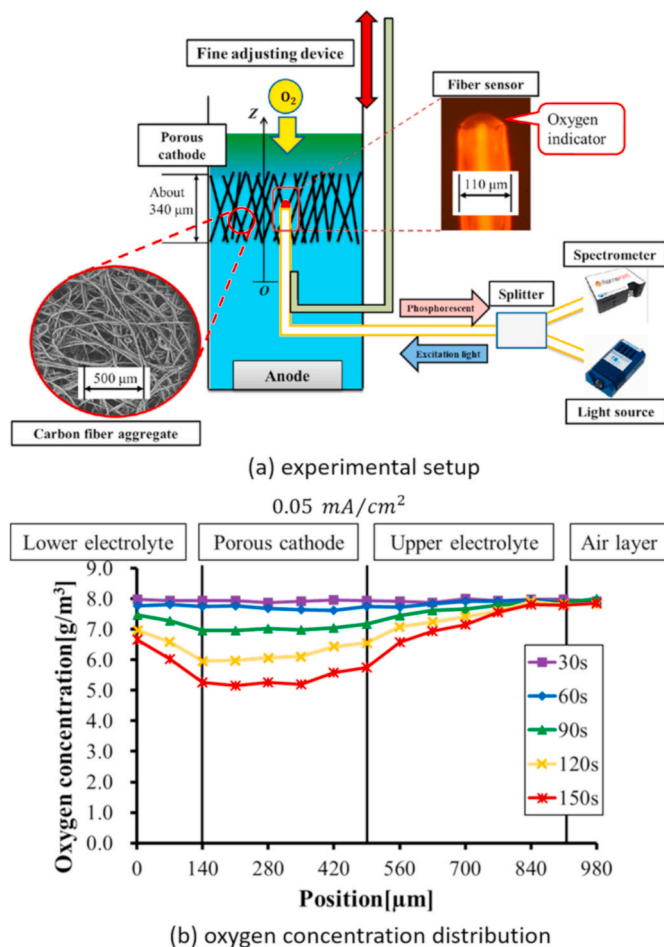 Fine adjusting device
O₂
Z
Porous
cathode
About
340 μm
Fiber sensor
Oxygen
indicator
110 μm
Spectrometer
Splitter
O
Phosphorescent
Excitation light
500 μm
Anode
Light source
Carbon fiber aggregate
(a) experimental setup
0.05 mA/cm²
Lower electrolyte Porous cathode Upper electrolyte Air layer
9.0
8.0
7.0
6.0
5.0
4.0
3.0
2.0
1.0
0.0
Oxygen concentration[g/m³]
30s
60s
90s
120s
150s
0 140 280 420 560 700 840 980
Position[μm]
(b) oxygen concentration distribution